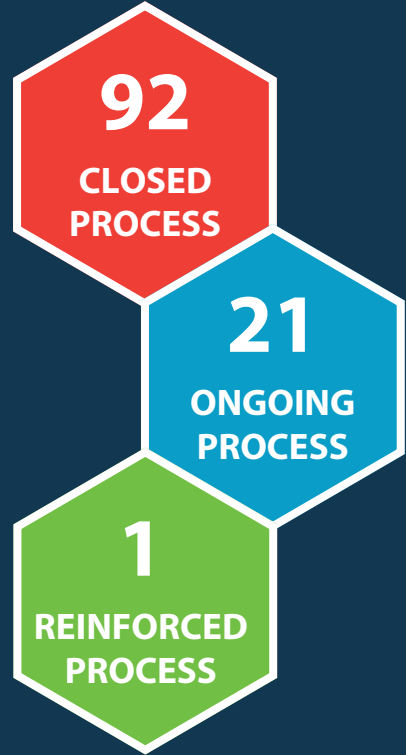 92
CLOSED
PROCESS
21
ONGOING
PROCESS
1
REINFORCED
PROCESS